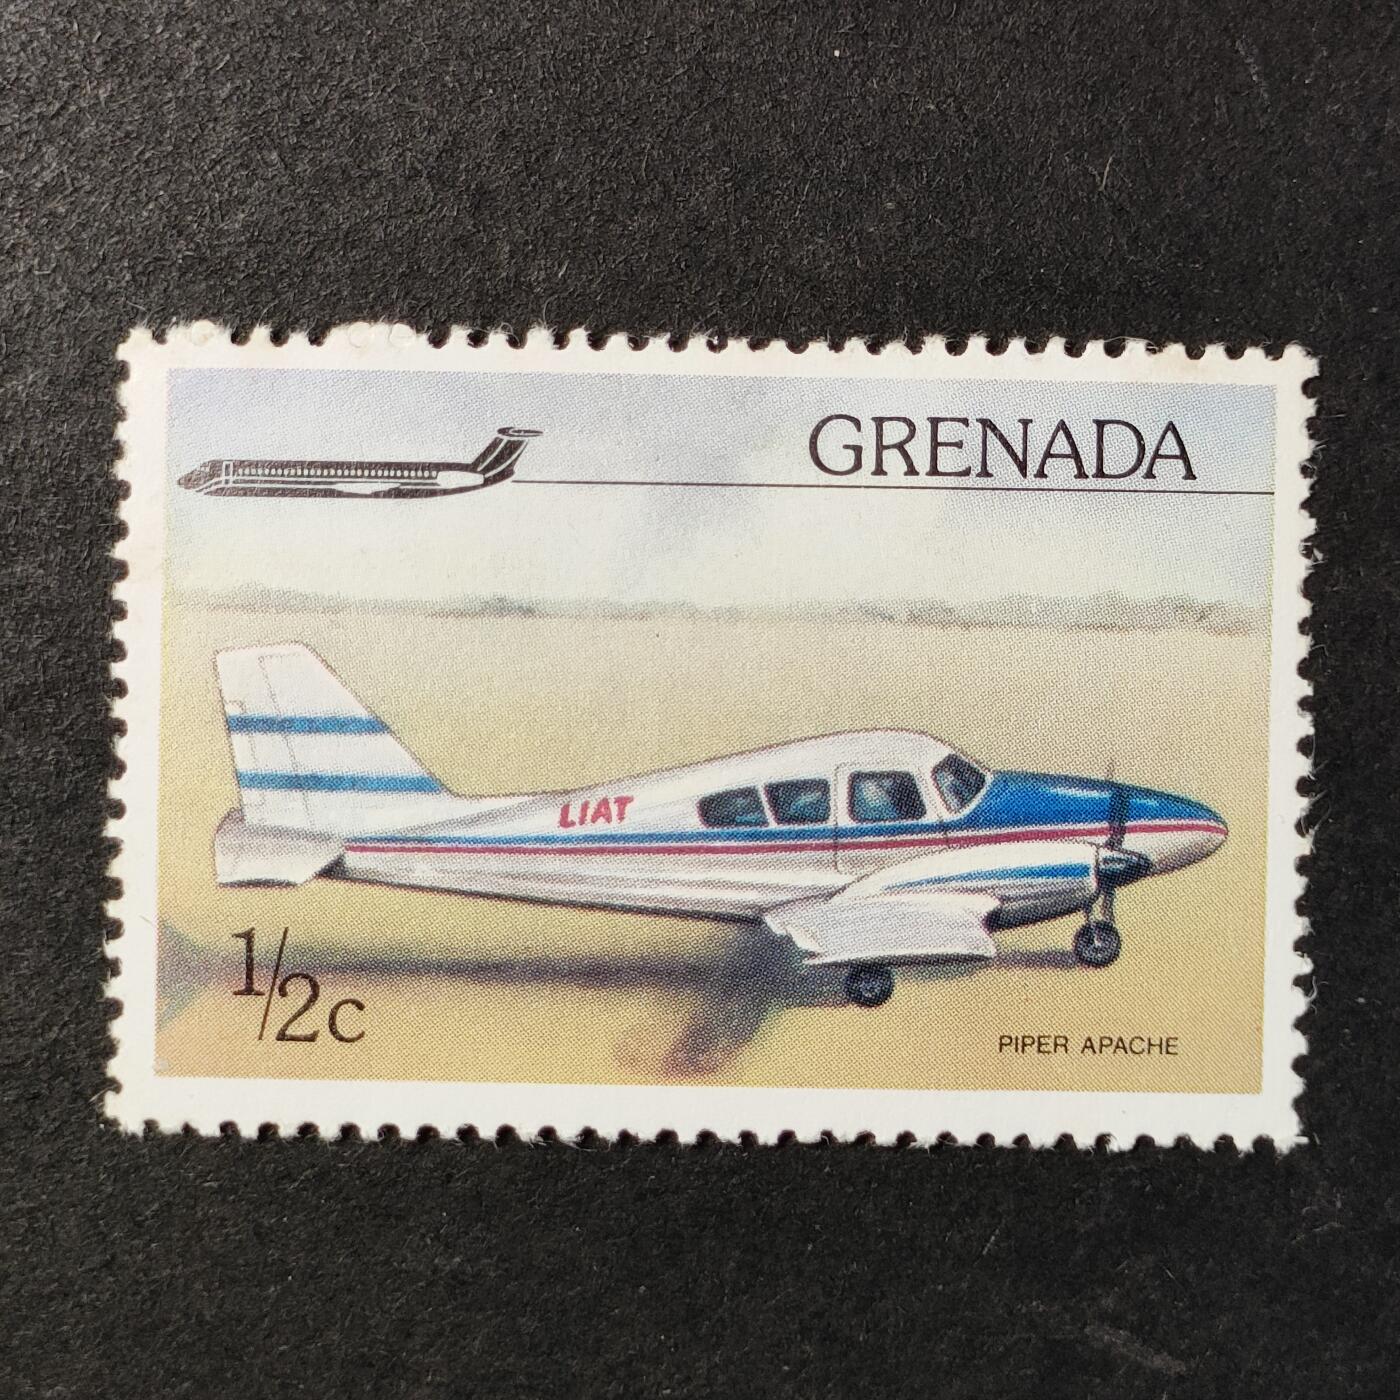 GRENADA
LIAT
1/2c
PIPER APACHE